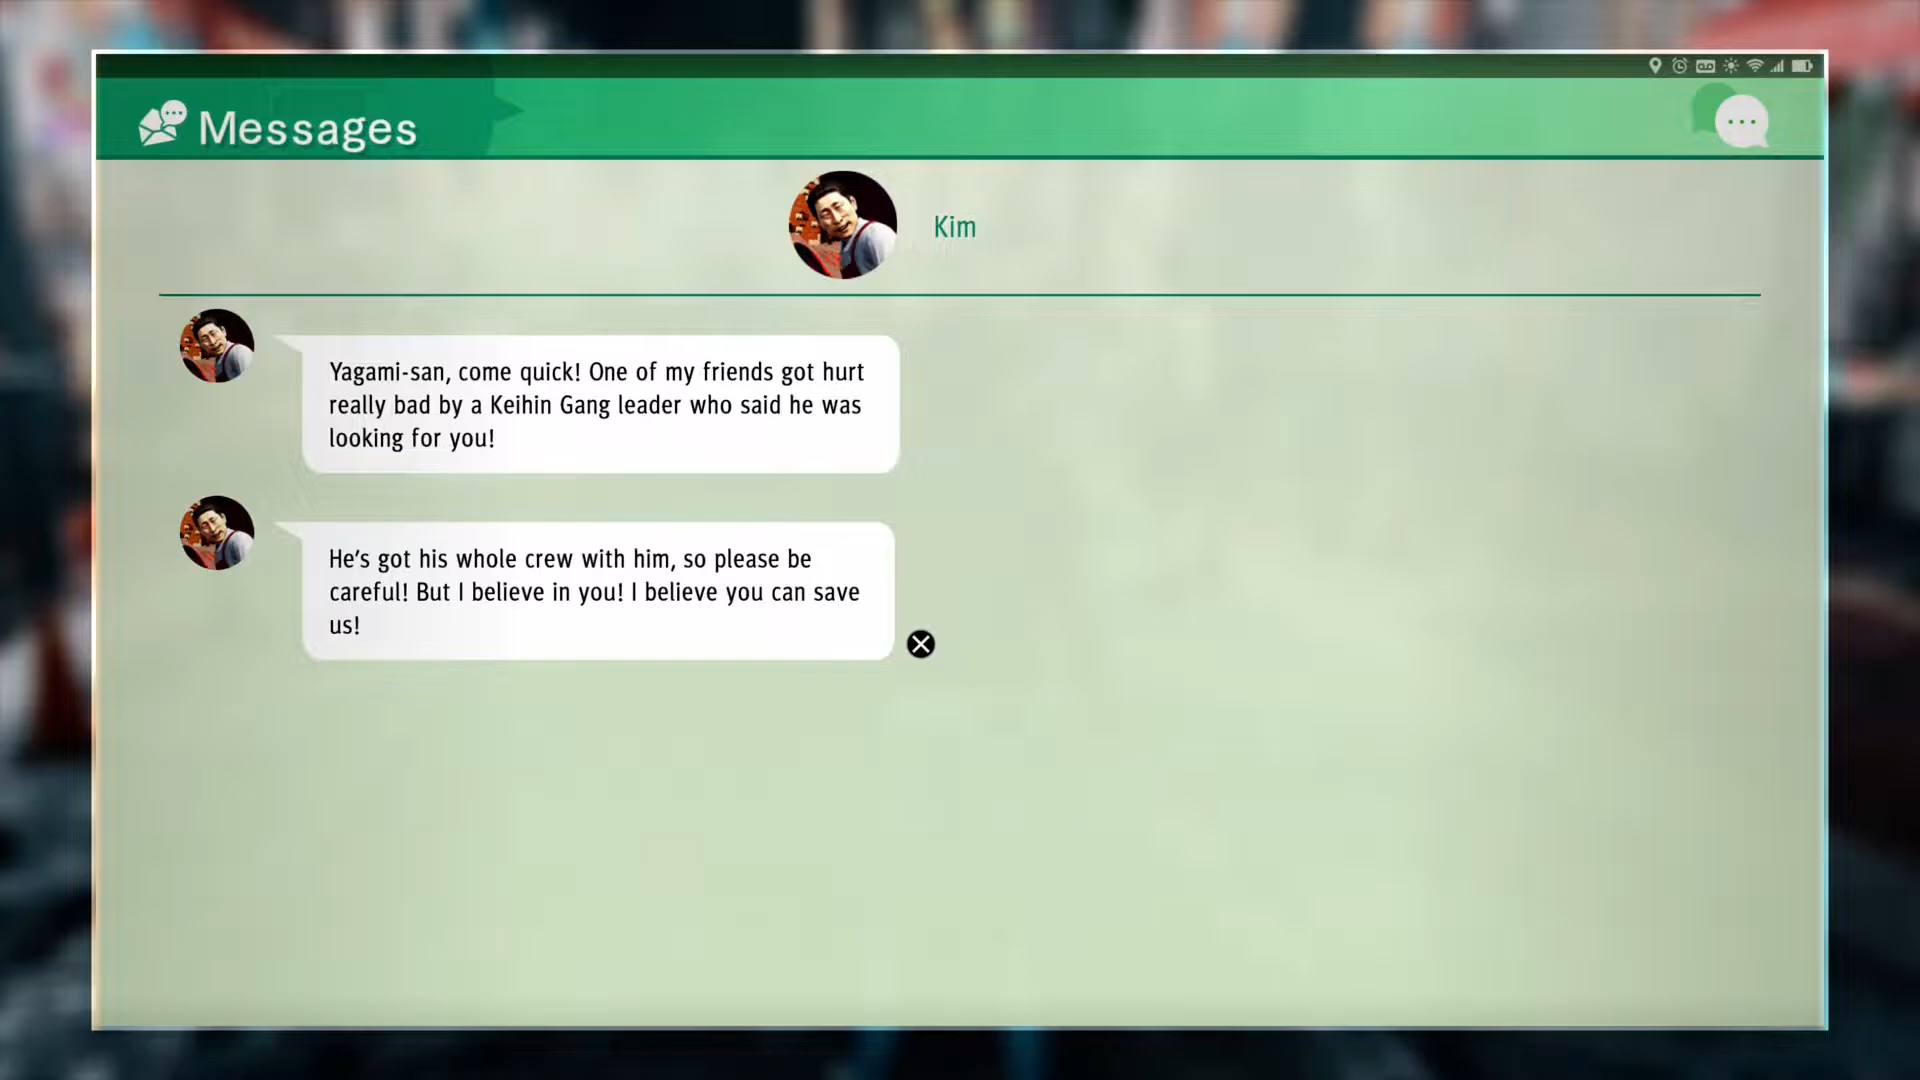 Messages
Kim
Yagami-san, come quick! One of my friends got hurt
really bad by a Keihin Gang leader who said he was
looking for you!
He’s got his whole crew with him, so please be
careful! But I believe in you! I believe you can save
us!